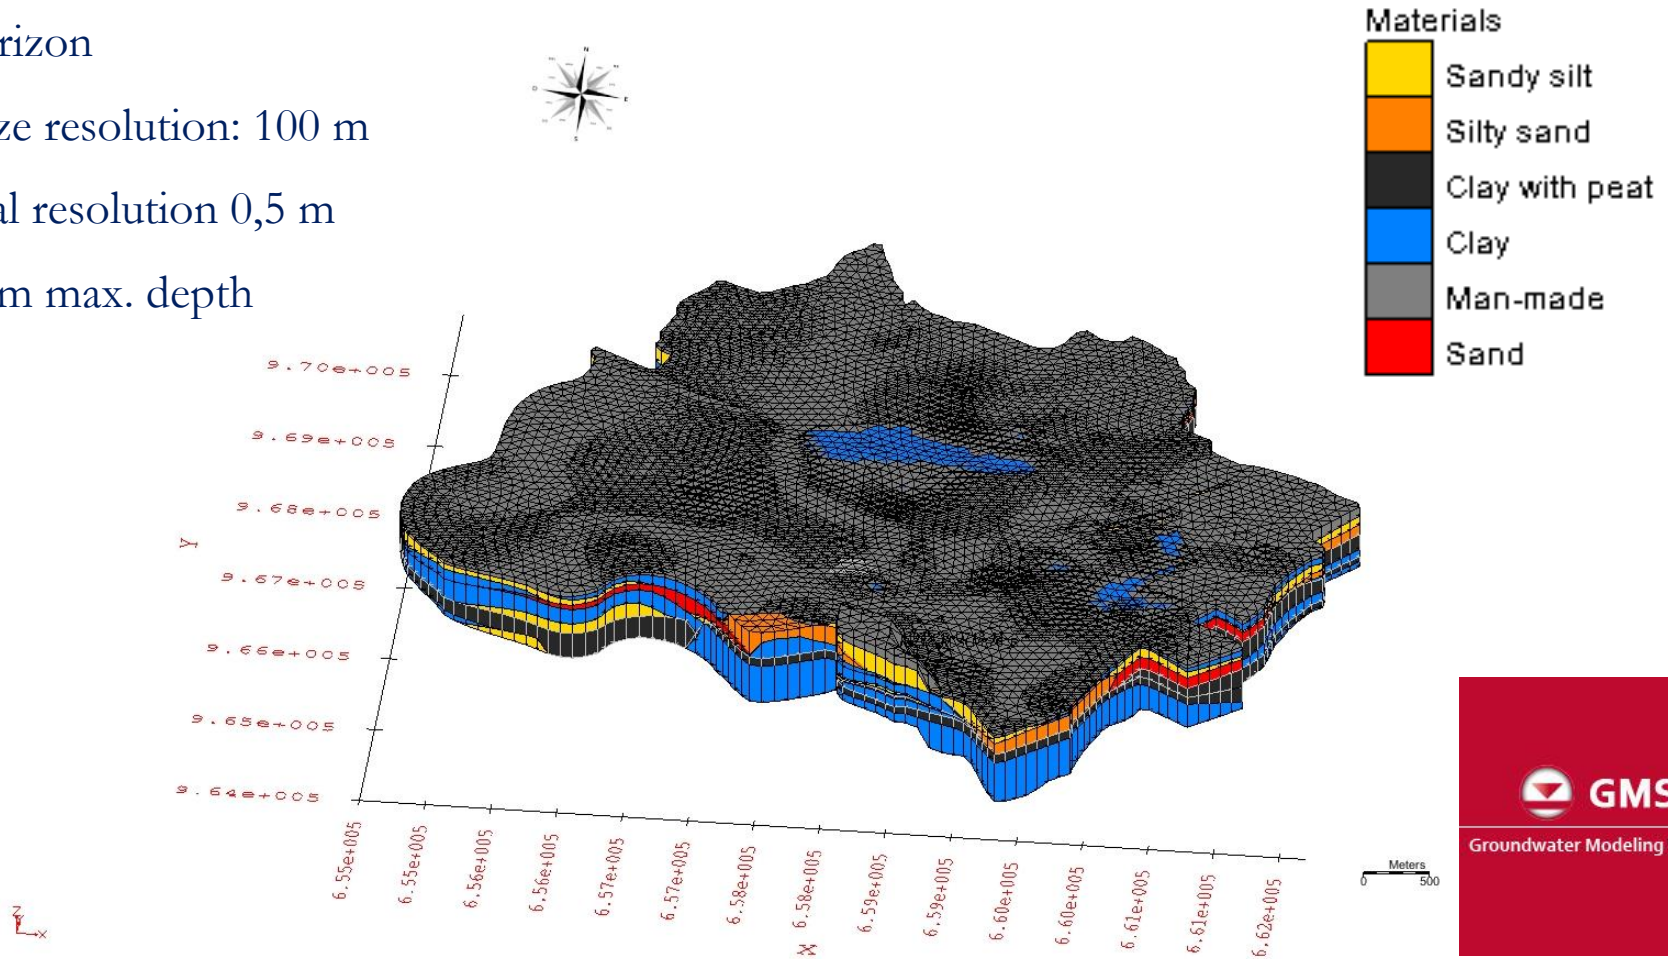 rizon
ze resolution: 100 m
al resolution 0,5 m
m max. depth
N
E
S
O
Materials
Sandy silt
Silty sand
Clay with peat
Clay
Man-made
Sand
9.70e+005
9.69e+005
9.68e+005
9.67e+005
9.66e+005
9.65e+005
9.64e+005
Y
6.55e+005
6.55e+005
6.56e+005
6.56e+005
6.57e+005
6.57e+005
6.58e+005
6.58e+005
6.59e+005
6.59e+005
6.60e+005
6.60e+005
6.61e+005
6.61e+005
6.62e+005
X
Z
X
Meters
0 500
GMS
Groundwater Modeling